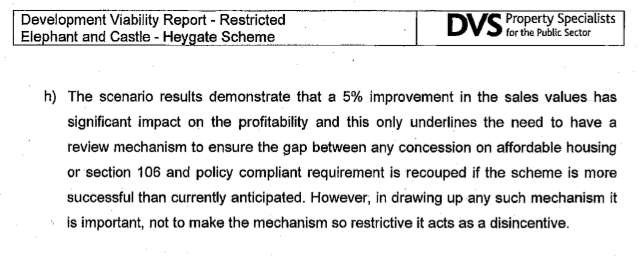 Development Viability Report - Restricted
Elephant and Castle - Heygate Scheme
DVS Property Specialists
for the Public Sector
h) The scenario results demonstrate that a 5% improvement in the sales values has
significant impact on the profitability and this only underlines the need to have a
review mechanism to ensure the gap between any concession on affordable housing
or section 106 and policy compliant requirement is recouped if the scheme is more
successful than currently anticipated. However, in drawing up any such mechanism it
is important, not to make the mechanism so restrictive it acts as a disincentive.